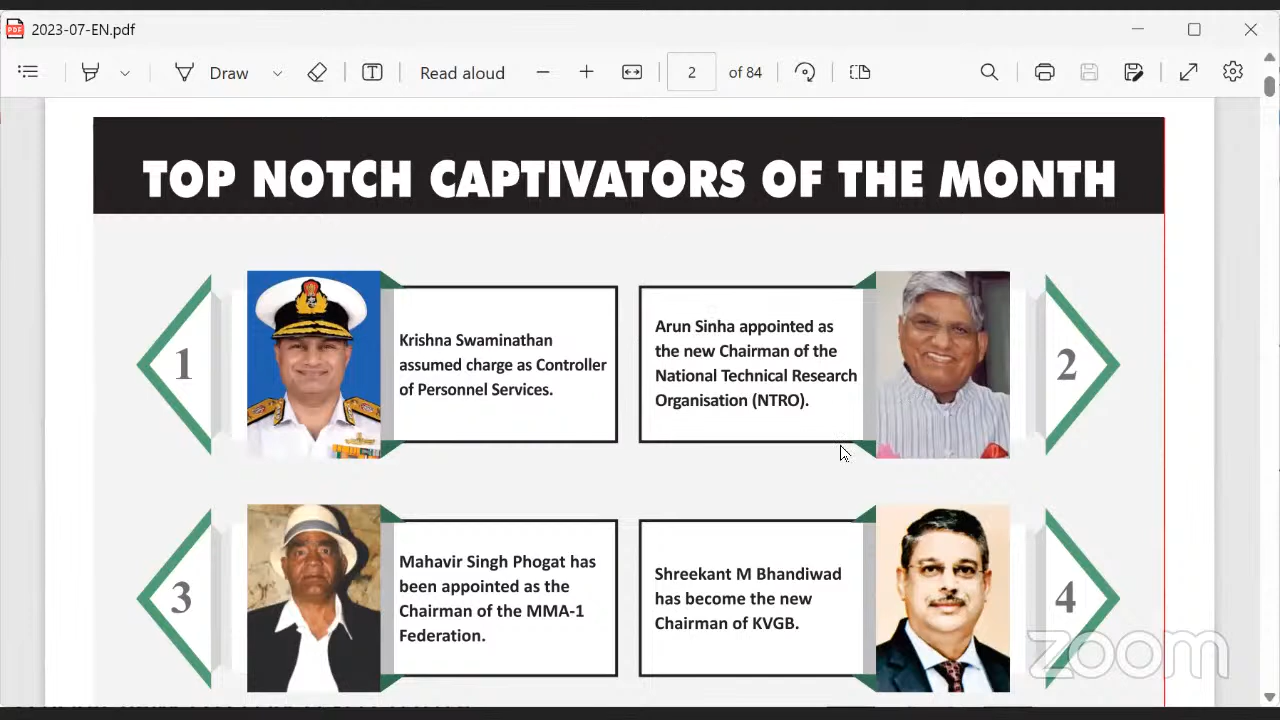 2023-07-EN.pdf
Draw
Read aloud
2 of 84
TOP NOTCH CAPTIVATORS OF THE MONTH
1
Krishna Swaminathan
assumed charge as Controller
of Personnel Services.
Arun Sinha appointed as
the new Chairman of the
National Technical Research
Organisation (NTRO).
2
3
Mahavir Singh Phogat has
been appointed as the
Chairman of the MMA-1
Federation.
Shreekant M Bhandiwad
has become the new
Chairman of KVGB.
4
zoom